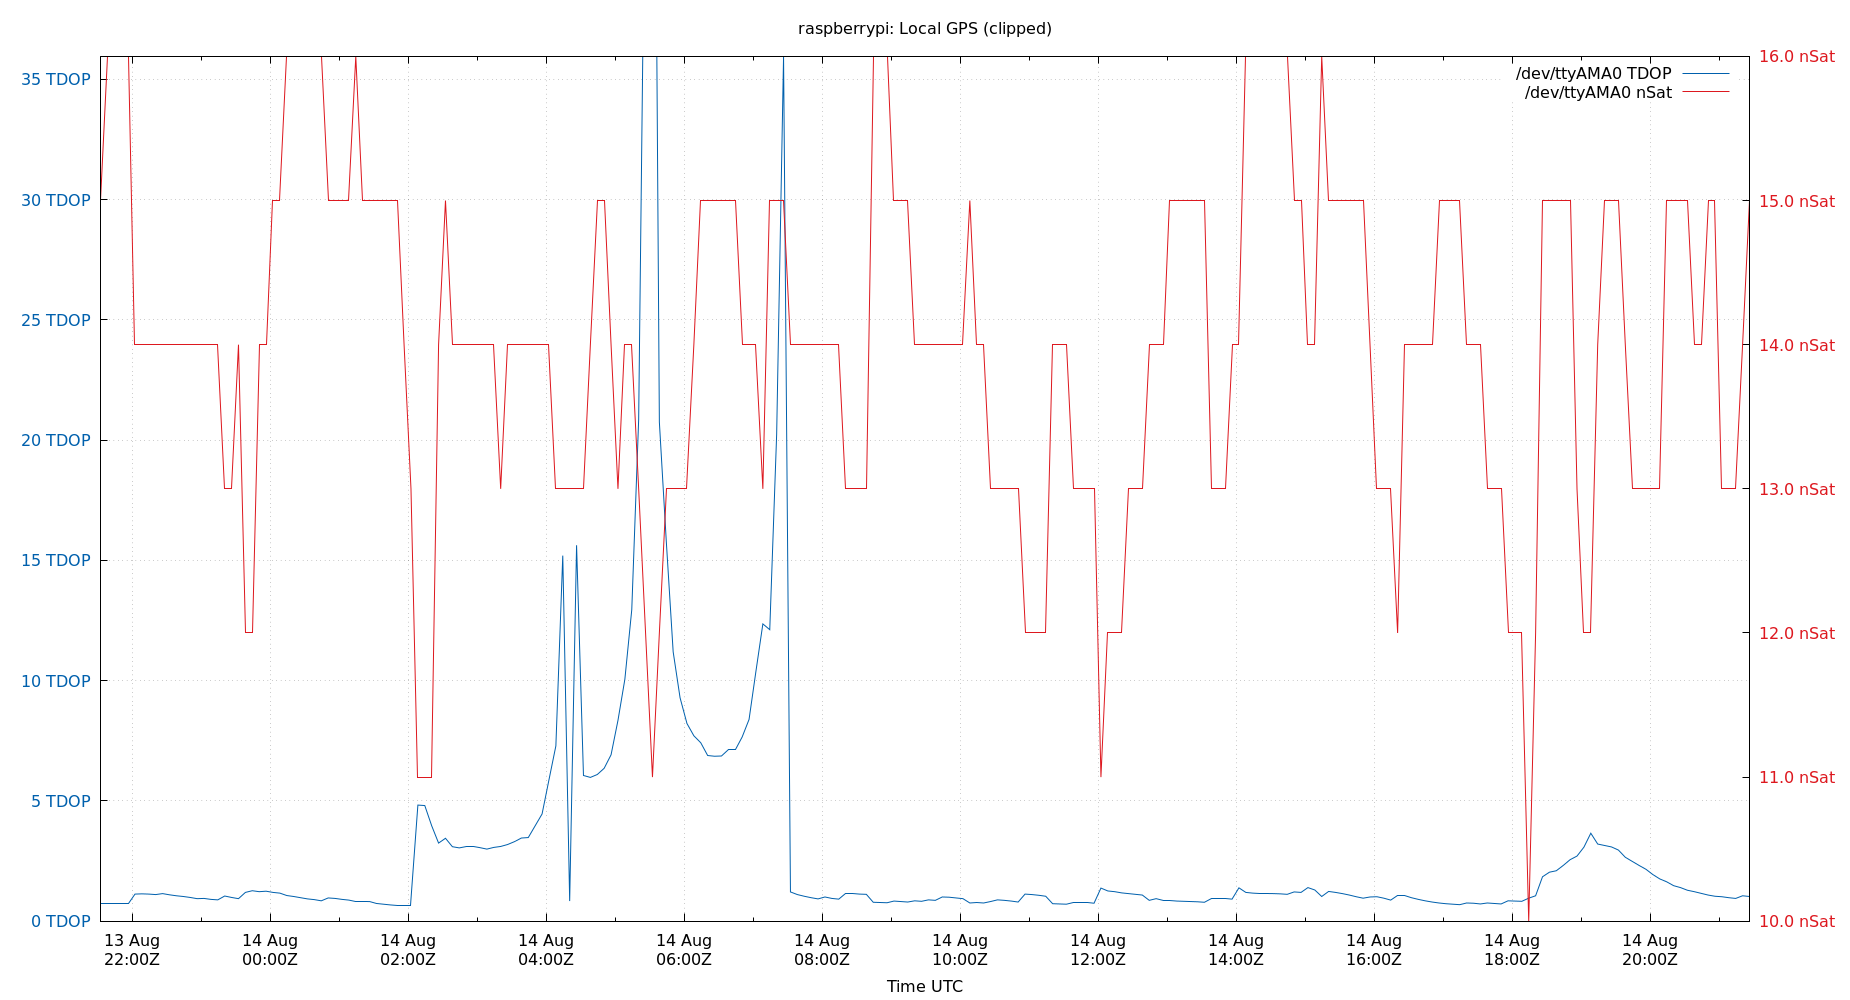 raspberrypi: Local GPS (clipped)
35 TDOP
30 TDOP
25 TDOP
20 TDOP
15 TDOP
10 TDOP
5 TDOP
0 TDOP
/dev/ttyAMA0 TDOP
/dev/ttyAMA0 nSat
16.0 nSat
15.0 nSat
14.0 nSat
13.0 nSat
12.0 nSat
11.0 nSat
10.0 nSat
13 Aug
22:00Z
14 Aug
00:00Z
14 Aug
02:00Z
14 Aug
04:00Z
14 Aug
06:00Z
14 Aug
08:00Z
14 Aug
10:00Z
14 Aug
12:00Z
14 Aug
14:00Z
14 Aug
16:00Z
14 Aug
18:00Z
14 Aug
20:00Z
Time UTC